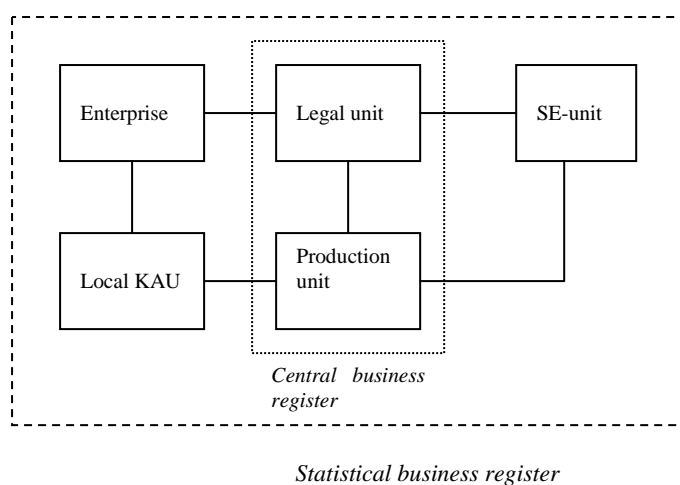 Enterprise
Legal unit
SE-unit
Local KAU
Production
unit
Central business
register
Statistical business register